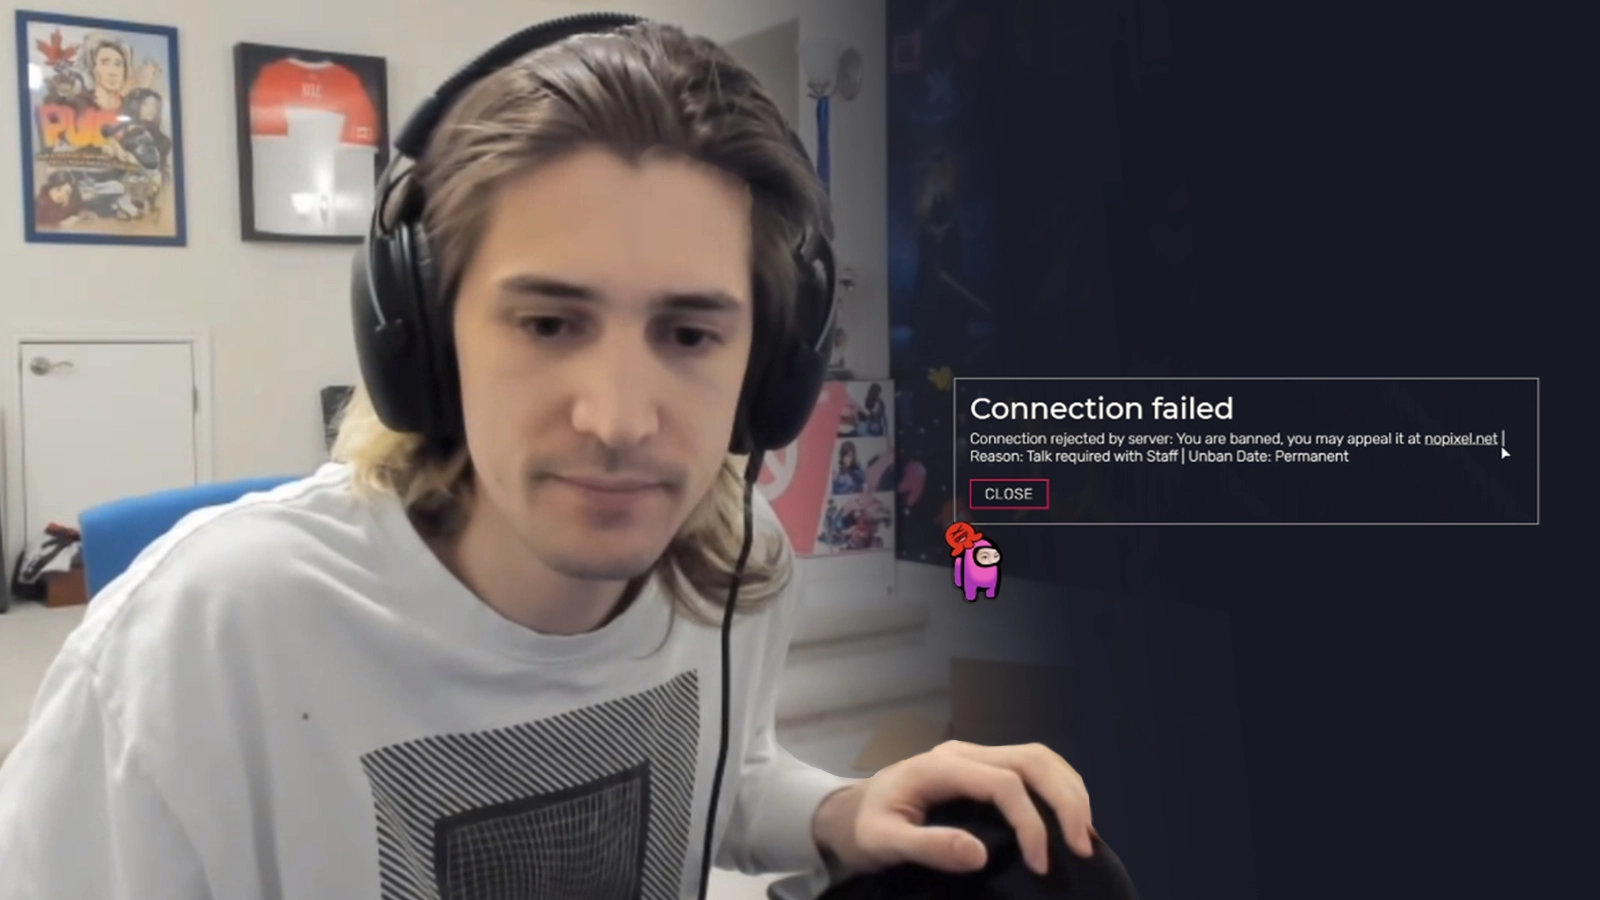 Connection failed
Connection rejected by server: You are banned, you may appeal it at nopixel.net |
Reason: Talk required with Staff | Unban Date: Permanent
CLOSE